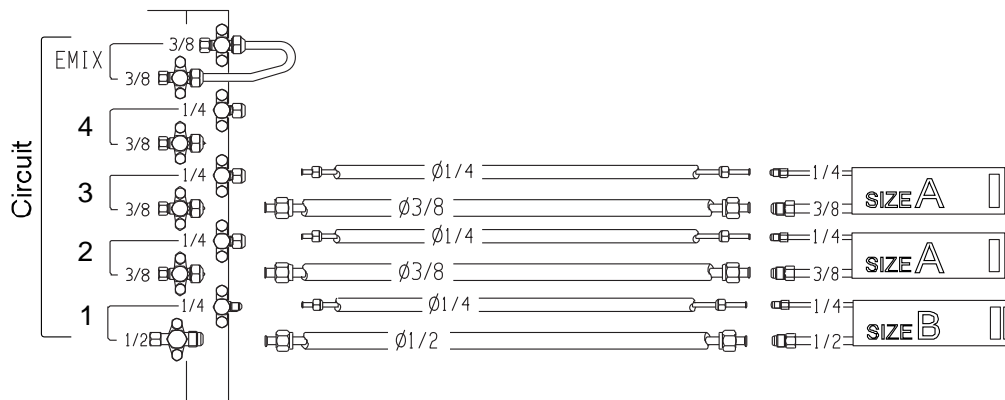 Circuit
EMIX 3/8
3/8
4 1/4
3/8
3 1/4
3/8
2 1/4
3/8
1 1/4
1/2
Ø1/4 1/4
Ø3/8 3/8
SIZE A
Ø1/4 1/4
Ø3/8 3/8
SIZE A
Ø1/4 1/4
Ø1/2 1/2
SIZE B